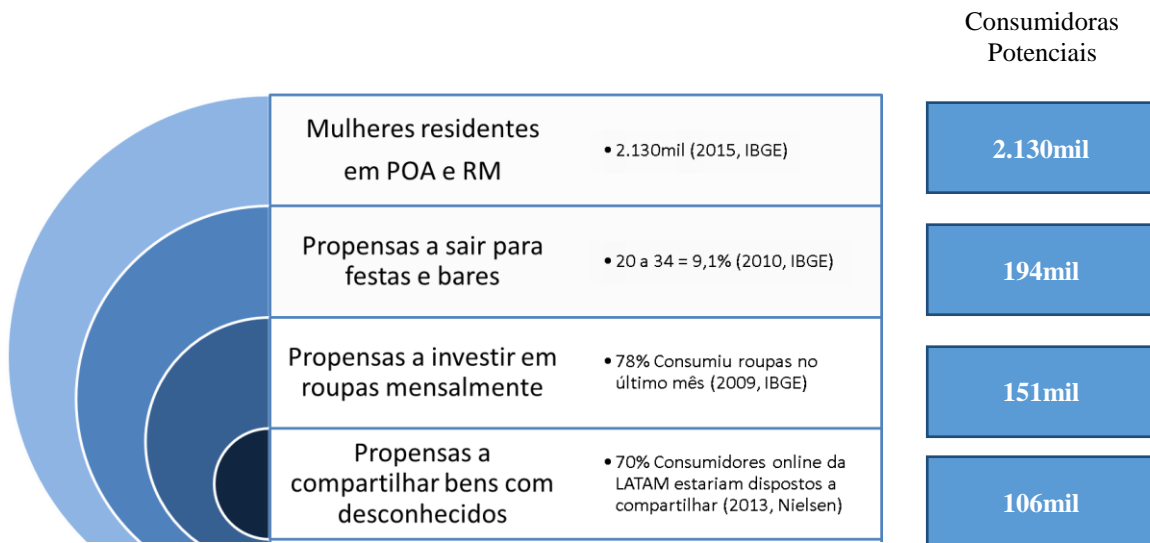 Consumidoras
Potenciais
Mulheres residentes
em POA e RM
• 2.130mil (2015, IBGE)
2.130mil
Propensas a sair para
festas e bares
• 20 a 34 = 9,1% (2010, IBGE)
194mil
Propensas a investir em
roupas mensalmente
• 78% Consumiu roupas no
último mês (2009, IBGE)
151mil
Propensas a
compartilhar bens com
desconhecidos
• 70% Consumidores online da
LATAM estariam dispostos a
compartilhar (2013, Nielsen)
106mil